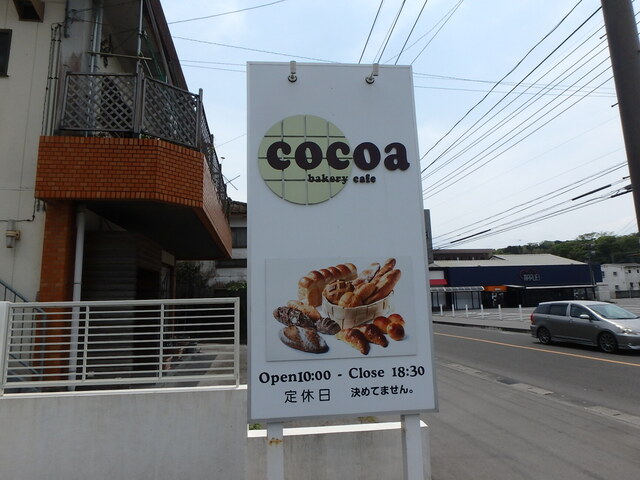 cocoa
bakery cafe
Open10:00 - Close 18:30
定休日 決めてません。